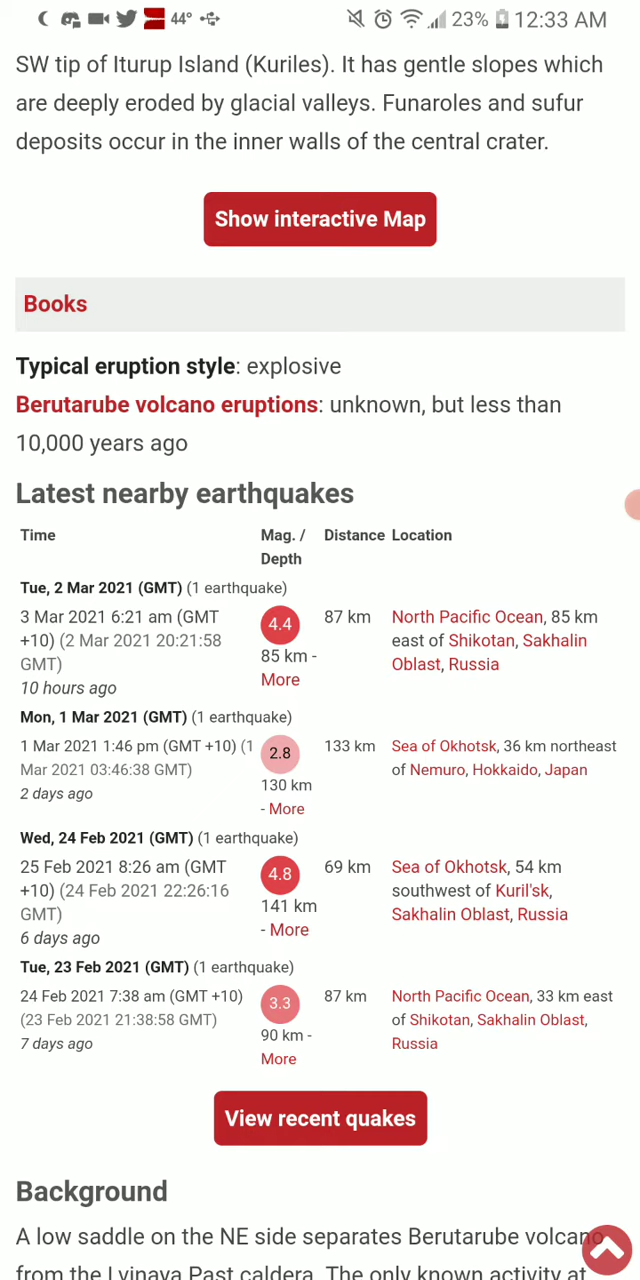 44° 23% 12:33 AM
SW tip of Iturup Island (Kuriles). It has gentle slopes which
are deeply eroded by glacial valleys. Funaroles and sufur
deposits occur in the inner walls of the central crater.
Show interactive Map
Books
Typical eruption style: explosive
Berutarube volcano eruptions: unknown, but less than
10,000 years ago
Latest nearby earthquakes
Time Mag. / Depth Distance Location
Tue, 2 Mar 2021 (GMT) (1 earthquake)
3 Mar 2021 6:21 am (GMT
+10) (2 Mar 2021 20:21:58
GMT)
10 hours ago
4.4
85 km -
More
87 km
North Pacific Ocean, 85 km
east of Shikotan, Sakhalin
Oblast, Russia
Mon, 1 Mar 2021 (GMT) (1 earthquake)
1 Mar 2021 1:46 pm (GMT +10) (1
Mar 2021 03:46:38 GMT)
2 days ago
2.8
130 km
- More
133 km
Sea of Okhotsk, 36 km northeast
of Nemuro, Hokkaido, Japan
Wed, 24 Feb 2021 (GMT) (1 earthquake)
25 Feb 2021 8:26 am (GMT
+10) (24 Feb 2021 22:26:16
GMT)
6 days ago
4.8
141 km
- More
69 km
Sea of Okhotsk, 54 km
southwest of Kuril'sk,
Sakhalin Oblast, Russia
Tue, 23 Feb 2021 (GMT) (1 earthquake)
24 Feb 2021 7:38 am (GMT +10)
(23 Feb 2021 21:38:58 GMT)
7 days ago
3.3
90 km -
More
87 km
North Pacific Ocean, 33 km east
of Shikotan, Sakhalin Oblast,
Russia
View recent quakes
Background
A low saddle on the NE side separates Berutarube volcano
from the Lvinaya Past caldera. The only known activity at